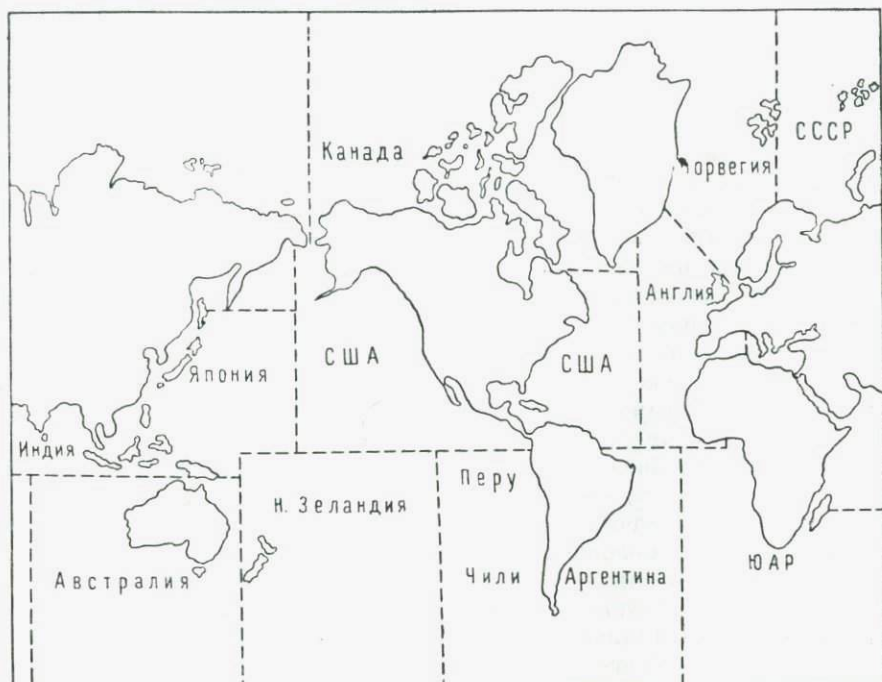 Канада
СССР
орвегия
Англия
Япония
США
США
Индия
Перу
Н. Зеландия
Австралия
Чили
Аргентина
ЮАР